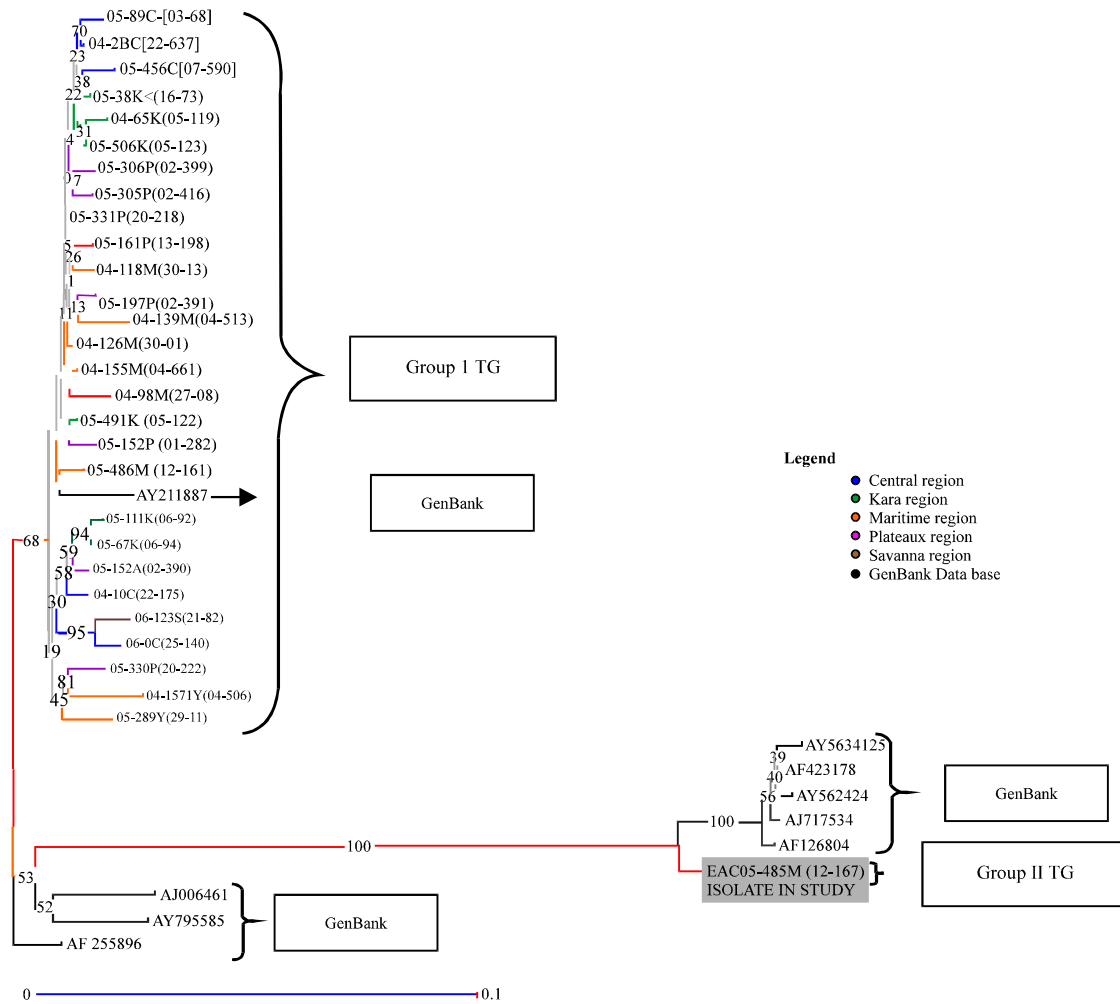 05-89C-[03-68]
70
04-2BC[22-637]
23
05-456C[07-590]
38
22
05-38K<(16-73)
04-65K(05-119)
31
4
05-506K(05-123)
05-306P(02-399)
7
05-305P(02-416)
05-331P(20-218)
5
05-161P(13-198)
26
04-118M(30-13)
1
05-197P(02-391)
13
11
04-139M(04-513)
04-126M(30-01)
04-155M(04-661)
Group 1 TG
04-98M(27-08)
05-491K (05-122)
05-152P (01-282)
05-486M (12-161)
AY211887
GenBank
Legend
Central region
Kara region
Maritime region
Plateaux region
Savanna region
GenBank Data base
05-111K(06-92)
94
68
05-67K(06-94)
59
05-152A(02-390)
58
04-10C(22-175)
30
06-123S(21-82)
95
06-0C(25-140)
19
05-330P(20-222)
81
45
04-1571Y(04-506)
05-289Y(29-11)
AY5634125
39
AF423178
40
AY562424
56
AJ717534
100
AF126804
GenBank
100
EAC05-485M (12-167)
ISOLATE IN STUDY
Group II TG
53
AJ006461
52
AY795585
GenBank
AF 255896
0
0.1